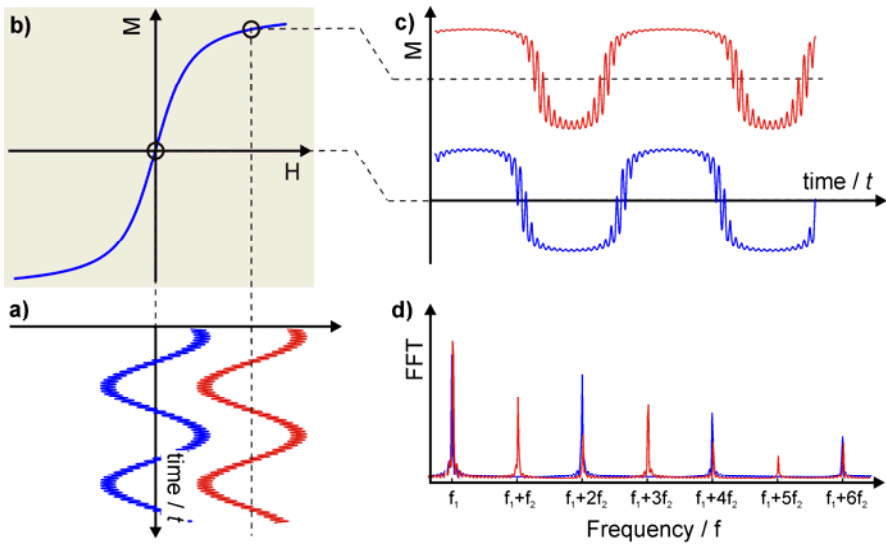 b)
M
H
c)
M
time / t
a)
time / t
d)
FFT
f₁
f₁+f₂
f₁+2f₂
f₁+3f₂
f₁+4f₂
f₁+5f₂
f₁+6f₂
Frequency / f